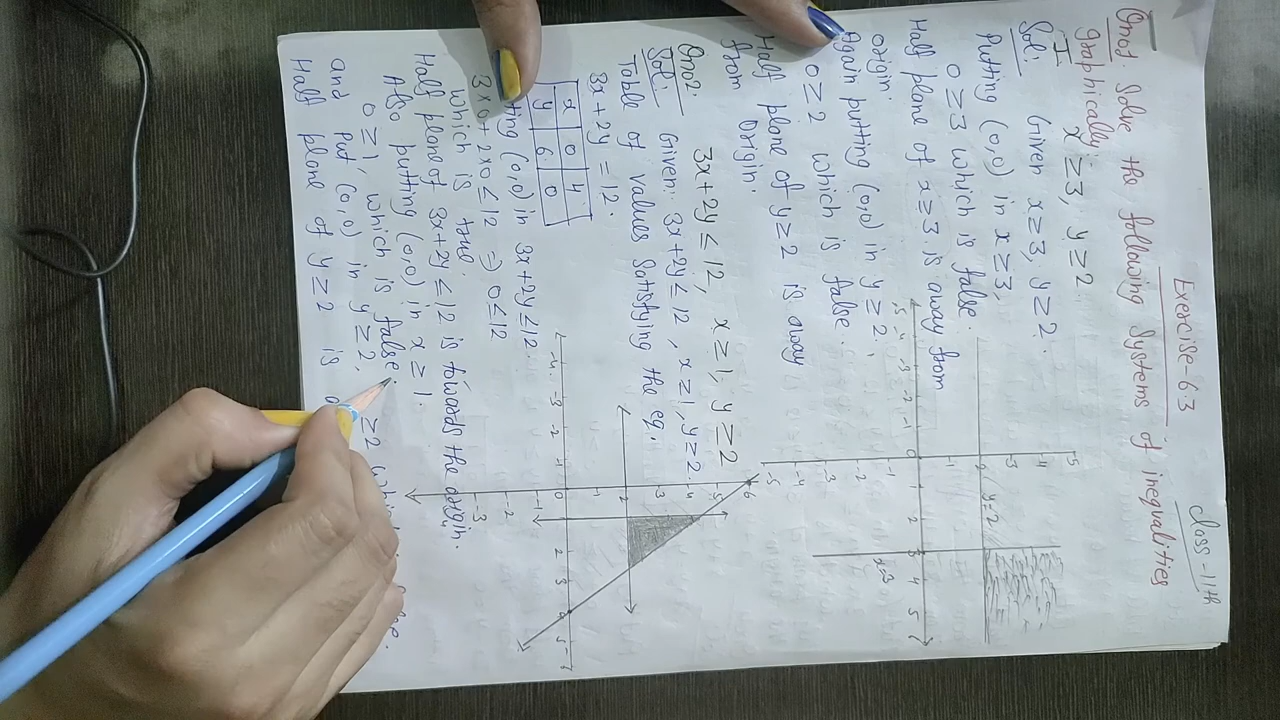 Exercise-6.3
Class-11th
Qno1 Solve the following Systems of inequalities
graphically:
I x ≥ 3, y ≥ 2
Sol: Given x ≥ 3, y ≥ 2.
Putting (0,0) in x ≥ 3,
0 ≥ 3 which is false.
Half plane of x ≥ 3 is away from
origin.
Again putting (0,0) in y ≥ 2,
0 ≥ 2 which is false.
Half plane of y ≥ 2 is away
from Origin.
y=2
x=3
Qno2. 3x+2y ≤ 12, x ≥ 1, y ≥ 2
Sol: Given: 3x+2y ≤ 12, x ≥ 1, y ≥ 2.
Table of values Satisfying the eq.
3x + 2y = 12.
x 0 4
y 6 0
(0,0) in 3x+2y ≤ 12.
3×0 + 2×0 ≤ 12 ⇒ 0 ≤ 12
which is true.
Half plane of 3x+2y ≤ 12 is towards the origin.
Also putting (0,0) in x ≥ 1.
0 ≥ 1, which is false.
and put (0,0) in y ≥ 2, ≥ 2
Half plane of y ≥ 2 is